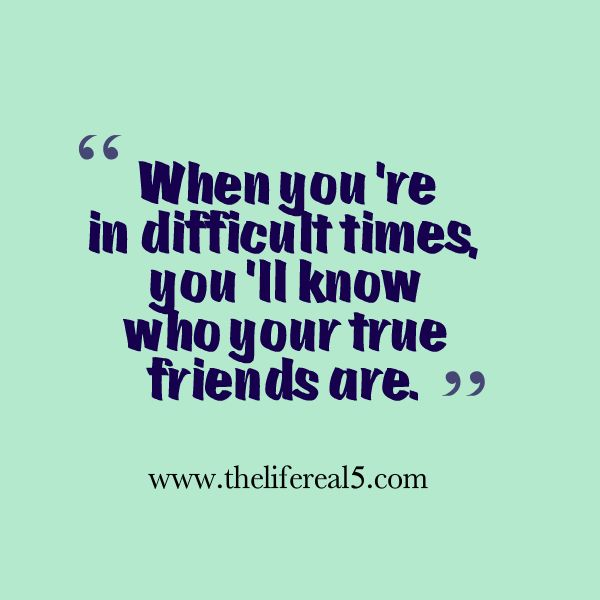 “ When you 're
in difficult times,
you 'll know
who your true
friends are. ”
www.thelifereal5.com